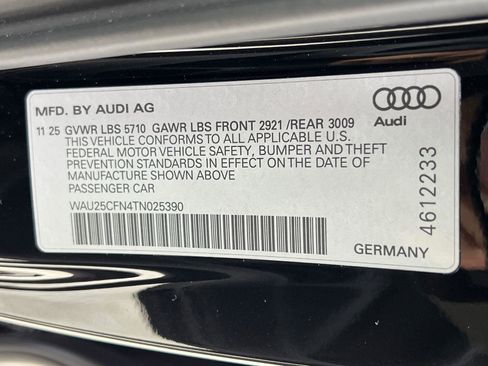 MFD. BY AUDI AG
Audi
11 25 GVWR LBS 5710 GAWR LBS FRONT 2921 /REAR 3009
THIS VEHICLE CONFORMS TO ALL APPLICABLE U.S.
FEDERAL MOTOR VEHICLE SAFETY, BUMPER AND THEFT
PREVENTION STANDARDS IN EFFECT ON THE DATE OF
MANUFACTURE SHOWN ABOVE
PASSENGER CAR
WAU25CFN4TN025390
4612233
GERMANY